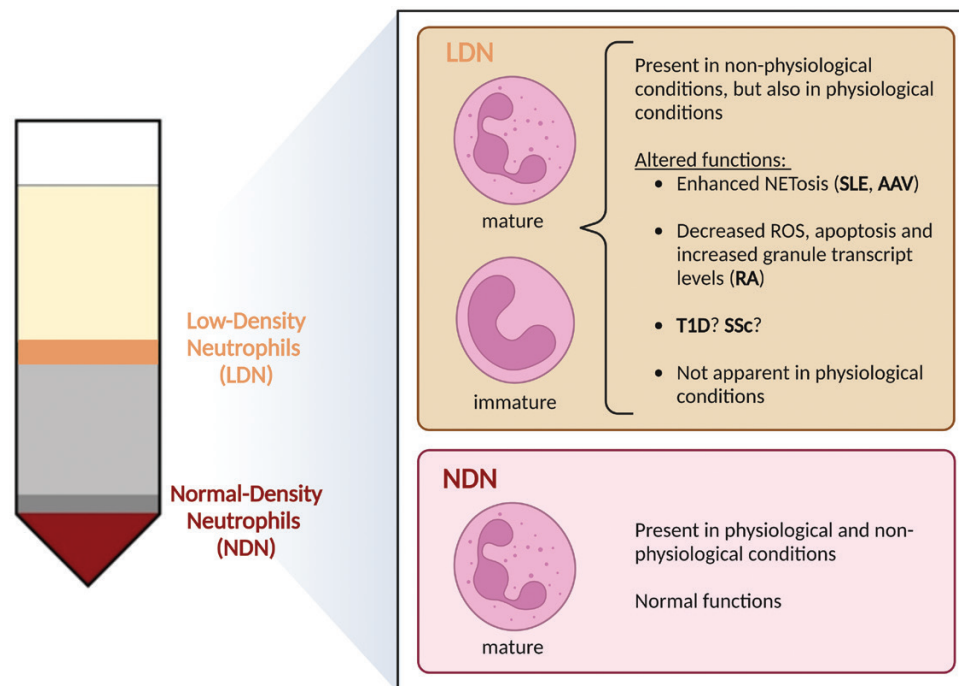 Low-Density
Neutrophils
(LDN)
Normal-Density
Neutrophils
(NDN)
LDN
mature
immature
Present in non-physiological
conditions, but also in physiological
conditions
Altered functions:
• Enhanced NETosis (SLE, AAV)
• Decreased ROS, apoptosis and
increased granule transcript
levels (RA)
• T1D? SSc?
• Not apparent in physiological
conditions
NDN
mature
Present in physiological and non-
physiological conditions
Normal functions